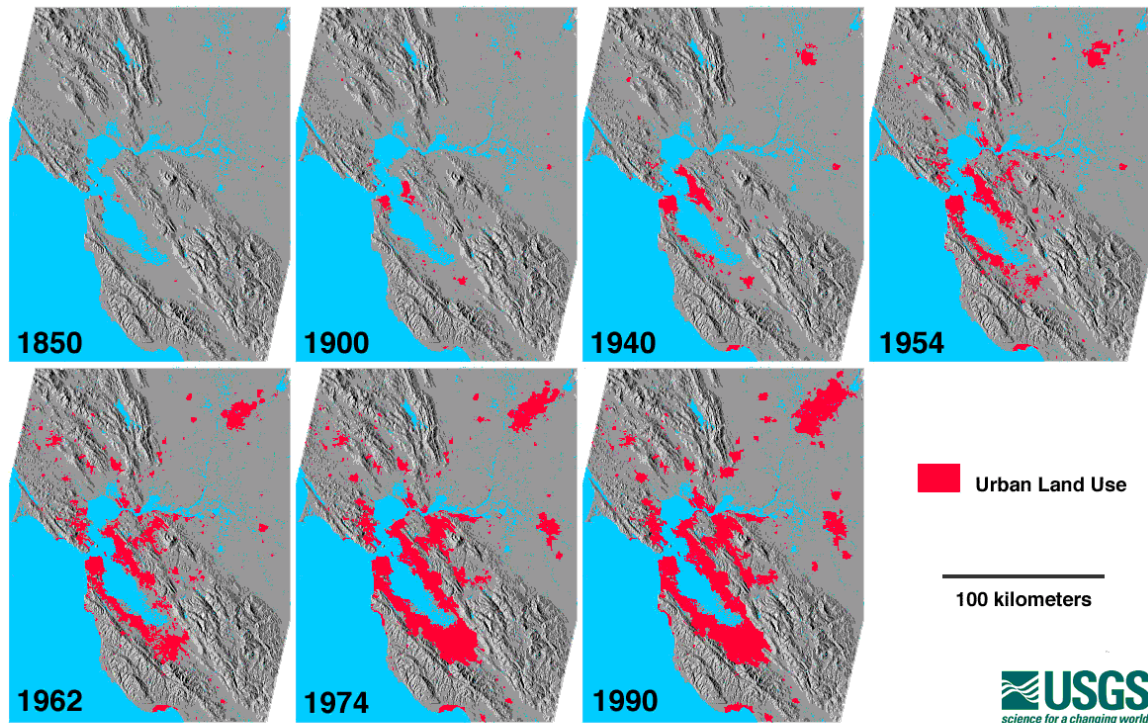 1850
1900
1940
1954
1962
1974
1990
Urban Land Use
100 kilometers
USGS
science for a changing world